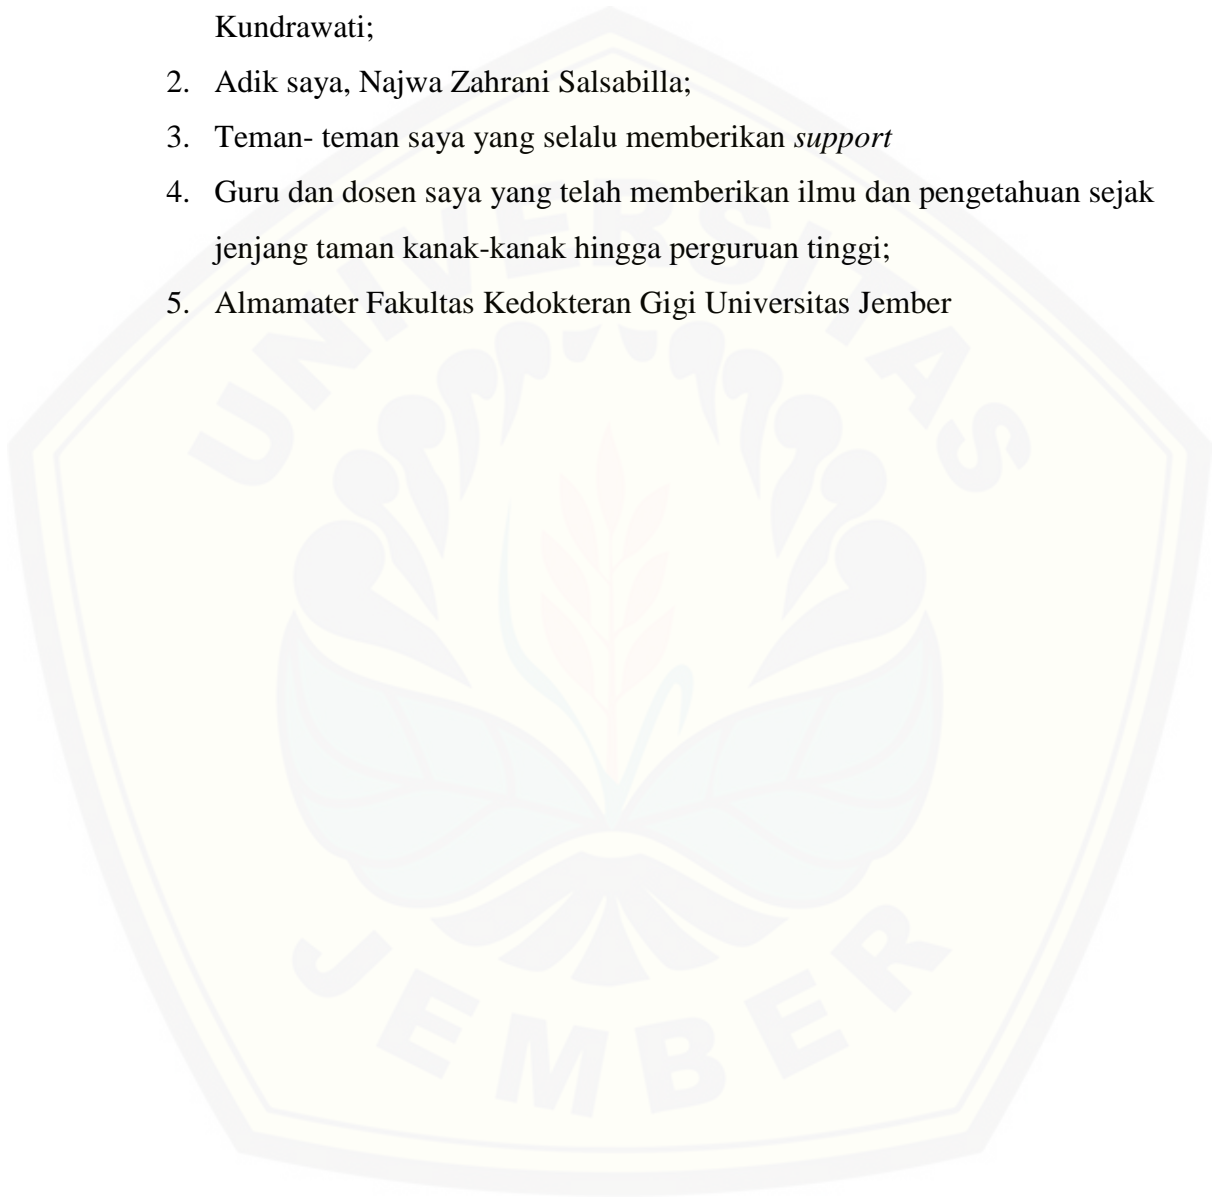 Kundrawati;
2. Adik saya, Najwa Zahrani Salsabilla;
3. Teman- teman saya yang selalu memberikan support
4. Guru dan dosen saya yang telah memberikan ilmu dan pengetahuan sejak
jenjang taman kanak-kanak hingga perguruan tinggi;
5. Almamater Fakultas Kedokteran Gigi Universitas Jember
UNIVERSITAS
JEMBER